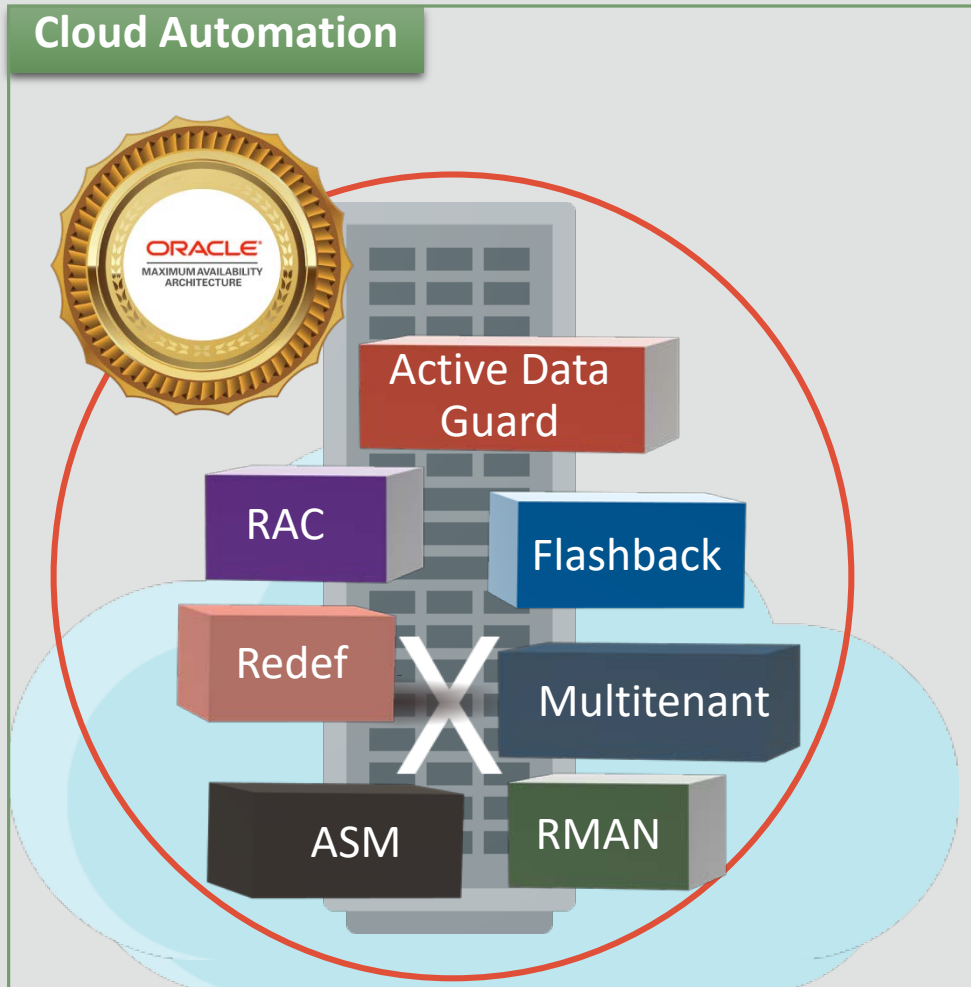 Cloud Automation
ORACLE®
MAXIMUM AVAILABILITY
ARCHITECTURE
Active Data
Guard
RAC
Flashback
Redef
X
Multitenant
ASM
RMAN